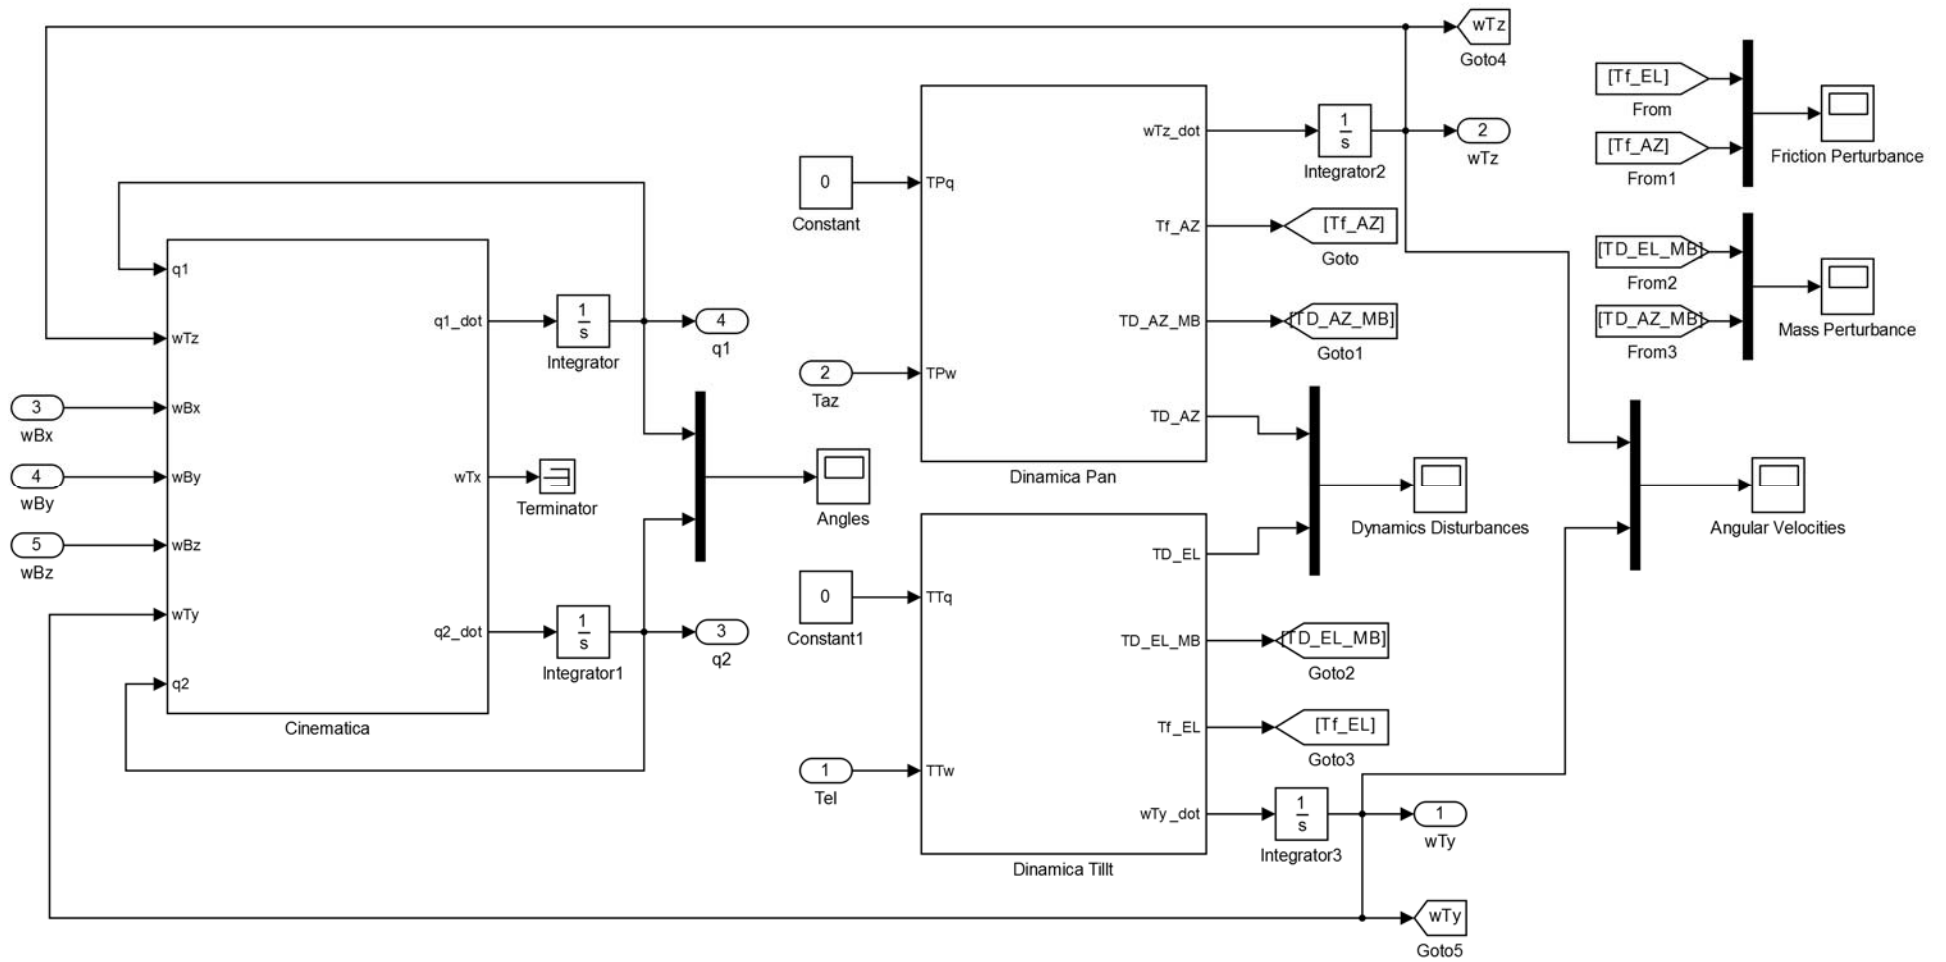 wTz
Goto4
[Tf_EL]
From
[Tf_AZ]
From1
Friction Perturbance
[TD_EL_MB]
From2
[TD_AZ_MB]
From3
Mass Perturbance
q1
wTz
wBx
wBy
wBz
wTy
q2
q1_dot
wTx
q2_dot
Cinematica
3
wBx
4
wBy
5
wBz
1
s
Integrator
4
q1
Terminator
1
s
Integrator1
3
q2
Angles
0
Constant
2
Taz
TPq
TPw
wTz_dot
Tf_AZ
TD_AZ_MB
TD_AZ
Dinamica Pan
1
s
Integrator2
2
wTz
[Tf_AZ]
Goto
[TD_AZ_MB]
Goto1
Dynamics Disturbances
Angular Velocities
0
Constant1
1
Tel
TTq
TTw
TD_EL
TD_EL_MB
Tf_EL
wTy_dot
Dinamica Tillt
[TD_EL_MB]
Goto2
[Tf_EL]
Goto3
1
s
Integrator3
1
wTy
wTy
Goto5